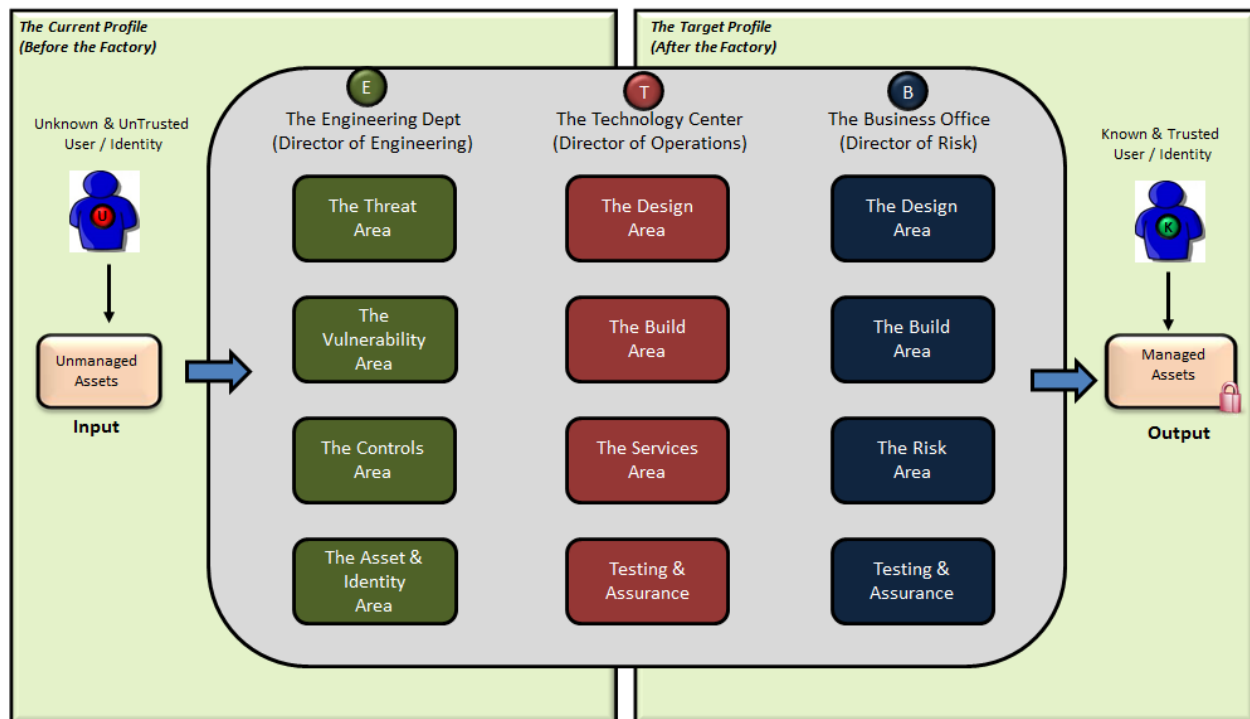 The Current Profile
(Before the Factory)
The Target Profile
(After the Factory)
E
The Engineering Dept
(Director of Engineering)
T
The Technology Center
(Director of Operations)
B
The Business Office
(Director of Risk)
Unknown & UnTrusted
User / Identity
U
Unmanaged
Assets
Input
The Threat
Area
The
Vulnerability
Area
The Controls
Area
The Asset &
Identity
Area
The Design
Area
The Build
Area
The Services
Area
Testing &
Assurance
The Design
Area
The Build
Area
The Risk
Area
Testing &
Assurance
Known & Trusted
User / Identity
K
Managed
Assets
Output